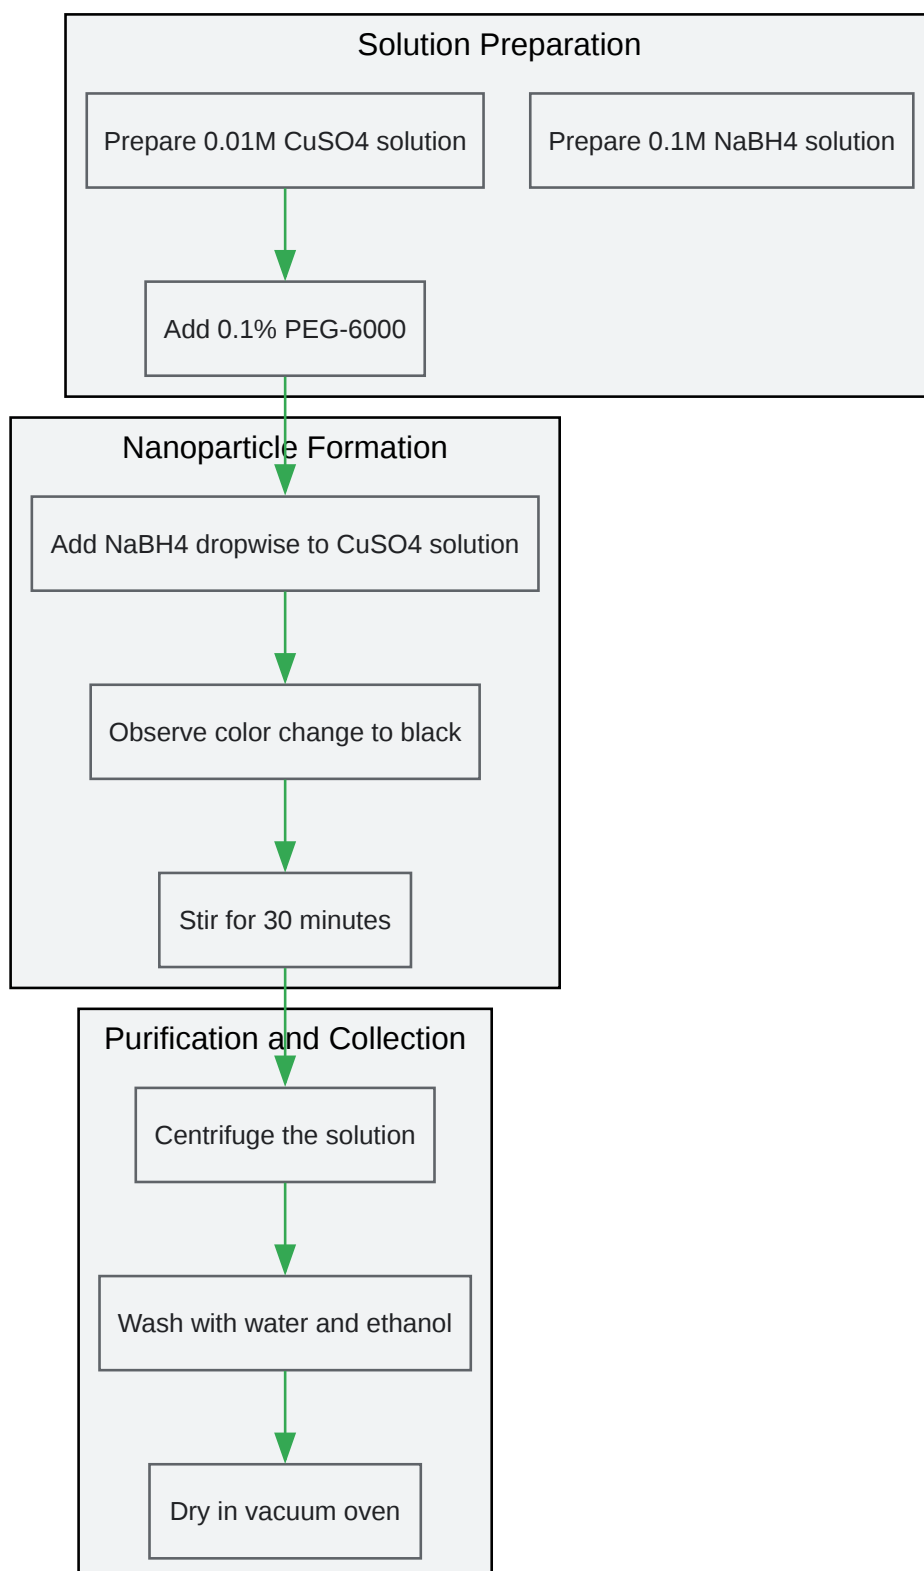 Solution Preparation
Prepare 0.01M CuSO4 solution
Prepare 0.1M NaBH4 solution
Add 0.1% PEG-6000
Nanoparticle Formation
Add NaBH4 dropwise to CuSO4 solution
Observe color change to black
Stir for 30 minutes
Purification and Collection
Centrifuge the solution
Wash with water and ethanol
Dry in vacuum oven